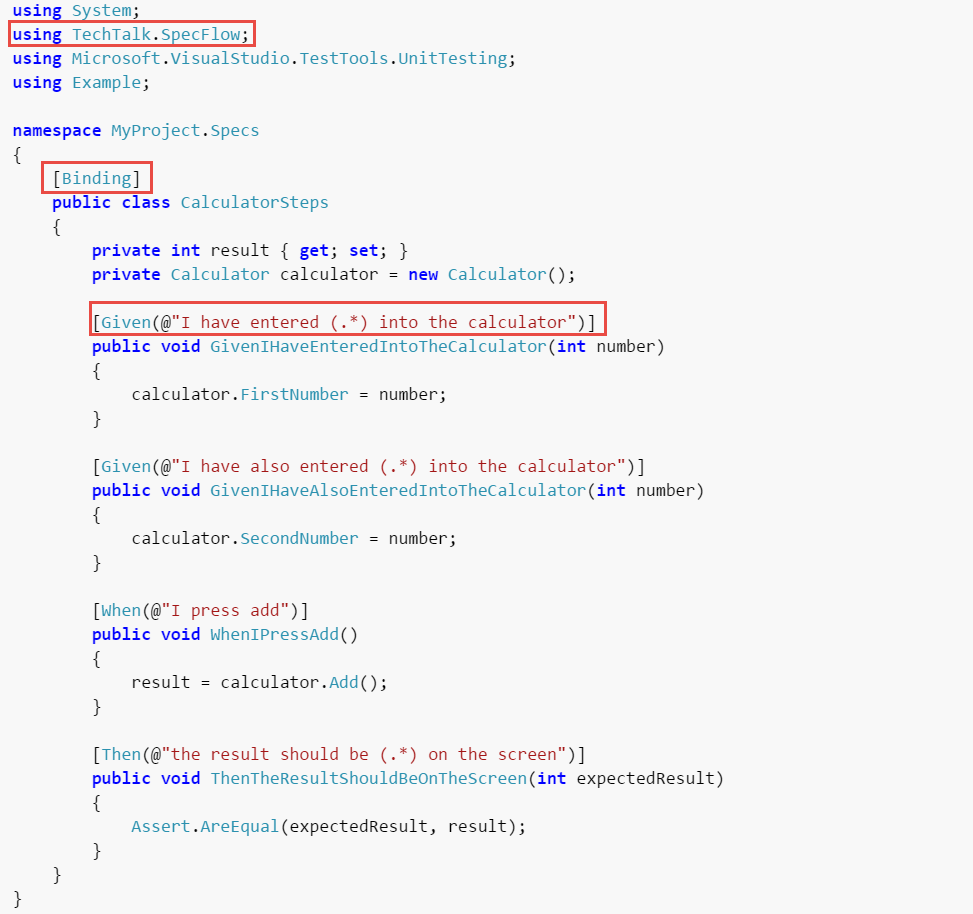 using System;
using TechTalk.SpecFlow;
using Microsoft.VisualStudio.TestTools.UnitTesting;
using Example;

namespace MyProject.Specs
{
    [Binding]
    public class CalculatorSteps
    {
        private int result { get; set; }
        private Calculator calculator = new Calculator();

        [Given(@"I have entered (.*) into the calculator")]
        public void GivenIHaveEnteredIntoTheCalculator(int number)
        {
            calculator.FirstNumber = number;
        }

        [Given(@"I have also entered (.*) into the calculator")]
        public void GivenIHaveAlsoEnteredIntoTheCalculator(int number)
        {
            calculator.SecondNumber = number;
        }

        [When(@"I press add")]
        public void WhenIPressAdd()
        {
            result = calculator.Add();
        }

        [Then(@"the result should be (.*) on the screen")]
        public void ThenTheResultShouldBeOnTheScreen(int expectedResult)
        {
            Assert.AreEqual(expectedResult, result);
        }
    }
}